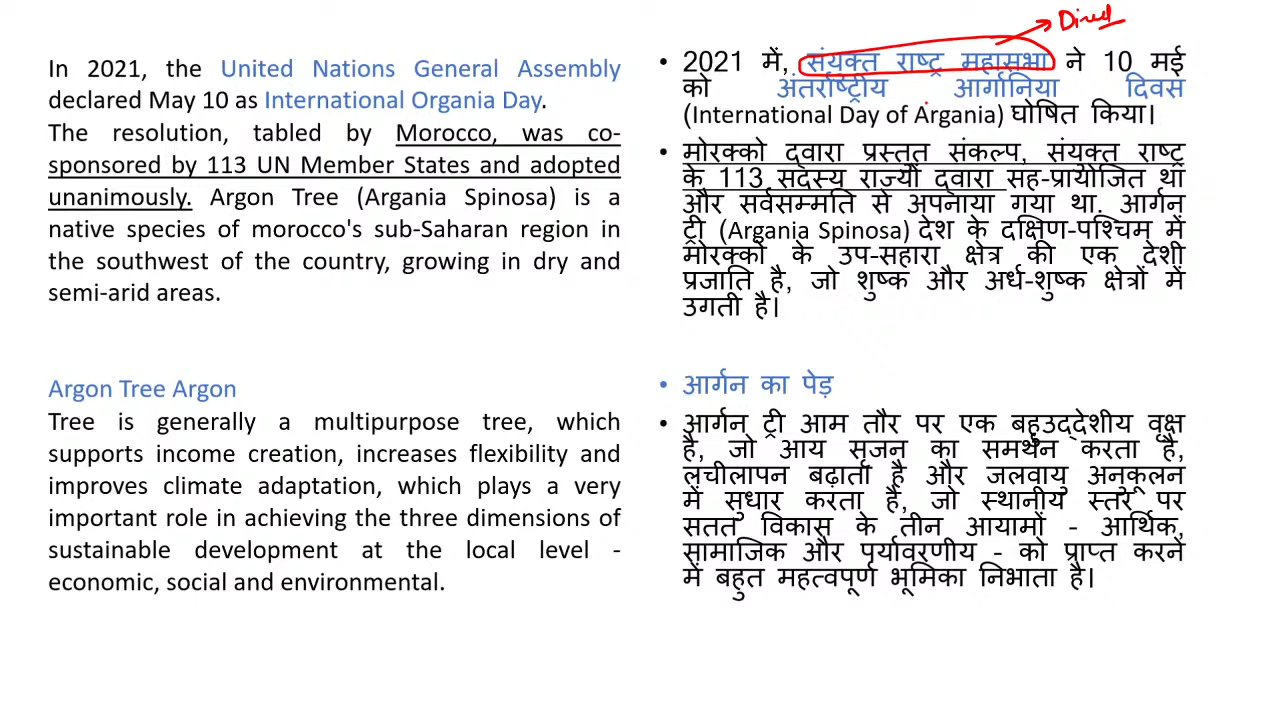 In 2021, the United Nations General Assembly
declared May 10 as International Organia Day.
The resolution, tabled by Morocco, was co-
sponsored by 113 UN Member States and adopted
unanimously. Argon Tree (Argania Spinosa) is a
native species of morocco's sub-Saharan region in
the southwest of the country, growing in dry and
semi-arid areas.
Argon Tree Argon
Tree is generally a multipurpose tree, which
supports income creation, increases flexibility and
improves climate adaptation, which plays a very
important role in achieving the three dimensions of
sustainable development at the local level -
economic, social and environmental.
• 2021 में, संयुक्त राष्ट्र महासभा ने 10 मई
को अंतर्राष्ट्रीय आर्गानिया दिवस
(International Day of Argania) घोषित किया।
• मोरक्को द्वारा प्रस्तुत संकल्प, संयुक्त राष्ट्र
के 113 सदस्य राज्यों द्वारा सह-प्रायोजित था
और सर्वसम्मति से अपनाया गया था. आर्गन
ट्री (Argania Spinosa) देश के दक्षिण-पश्चिम में
मोरक्को के उप-सहारा क्षेत्र की एक देशी
प्रजाति है, जो शुष्क और अर्ध-शुष्क क्षेत्रों में
उगती है।
• आर्गन का पेड़
• आर्गन ट्री आम तौर पर एक बहुउद्देशीय वृक्ष
है, जो आय सृजन का समर्थन करता है,
लचीलापन बढ़ाता है और जलवायु अनुकूलन
में सुधार करता है, जो स्थानीय स्तर पर
सतत विकास के तीन आयामों - आर्थिक,
सामाजिक और पर्यावरणीय - को प्राप्त करने
में बहुत महत्वपूर्ण भूमिका निभाता है।